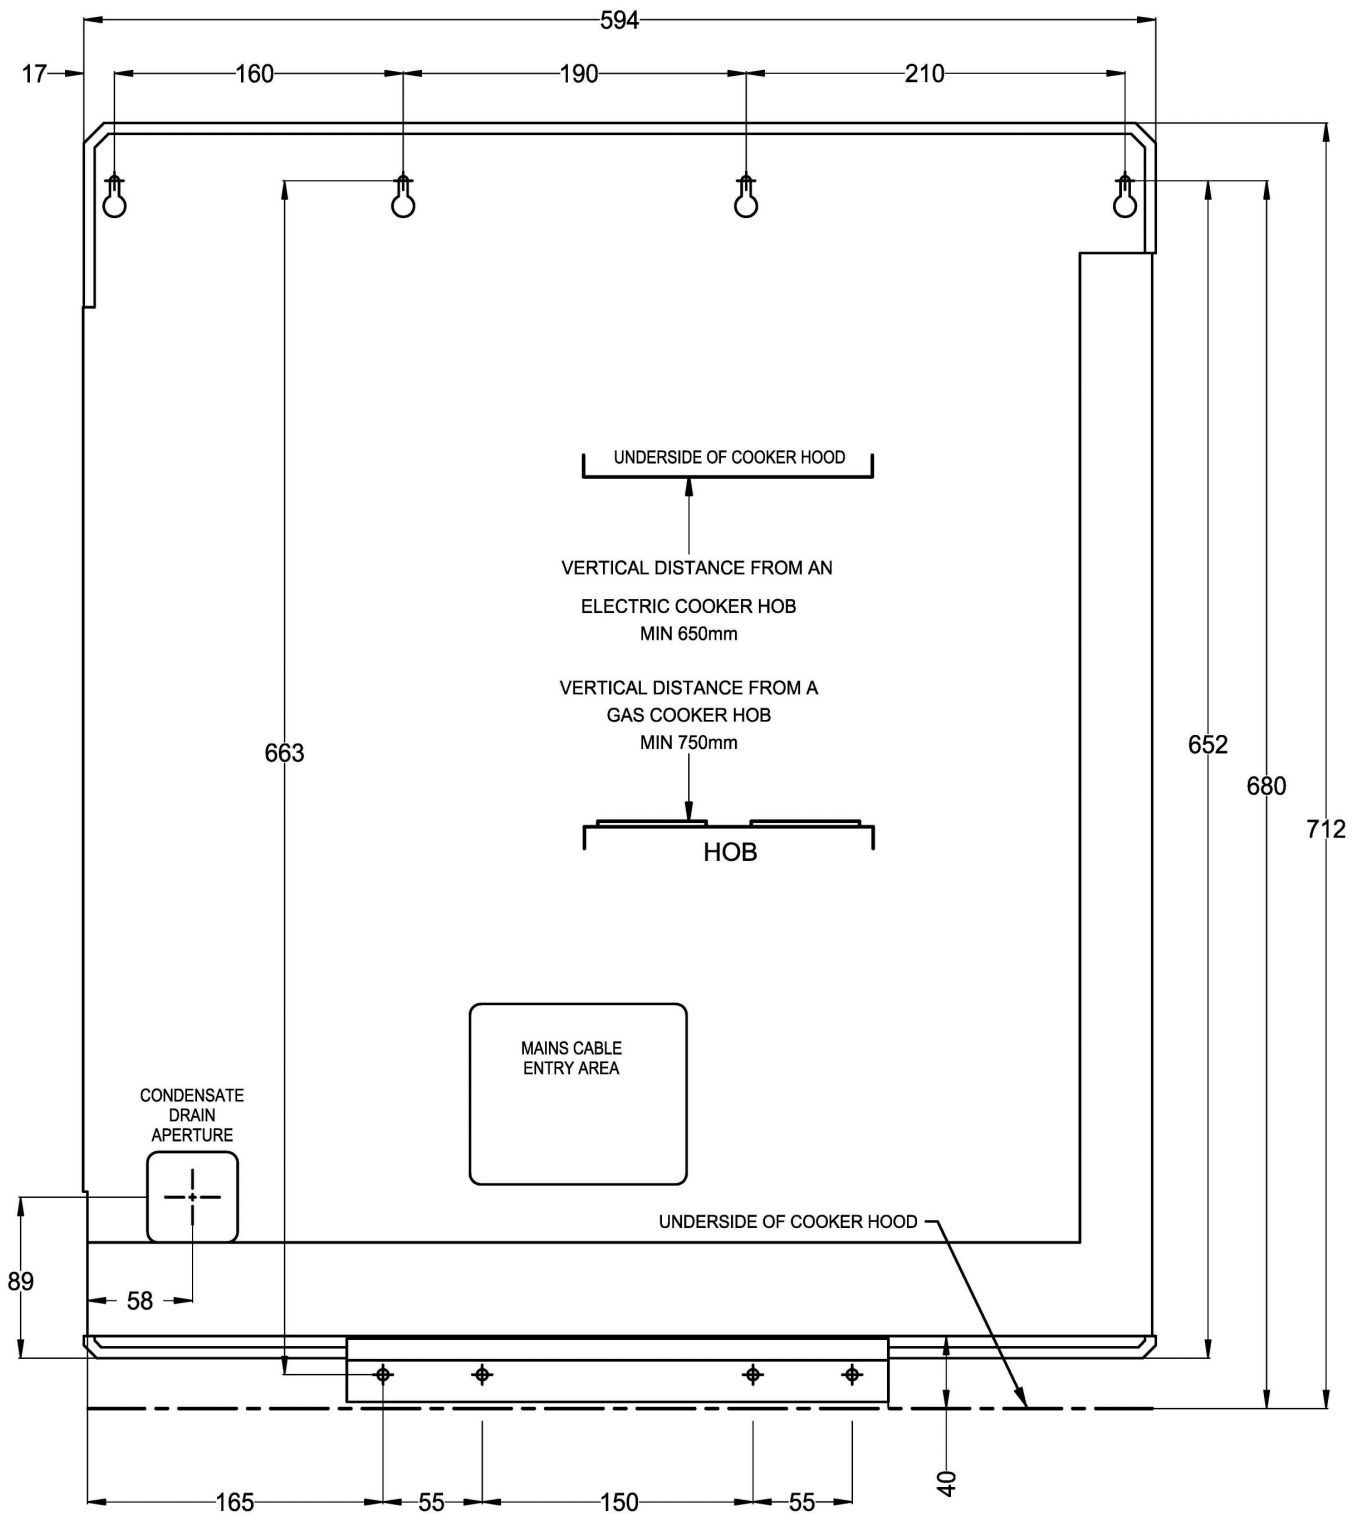 594
17
160
190
210
UNDERSIDE OF COOKER HOOD
VERTICAL DISTANCE FROM AN
ELECTRIC COOKER HOB
MIN 650mm
VERTICAL DISTANCE FROM A
GAS COOKER HOB
MIN 750mm
663
652
680
712
HOB
MAINS CABLE
ENTRY AREA
CONDENSATE
DRAIN
APERTURE
UNDERSIDE OF COOKER HOOD
89
58
40
165
55
150
55